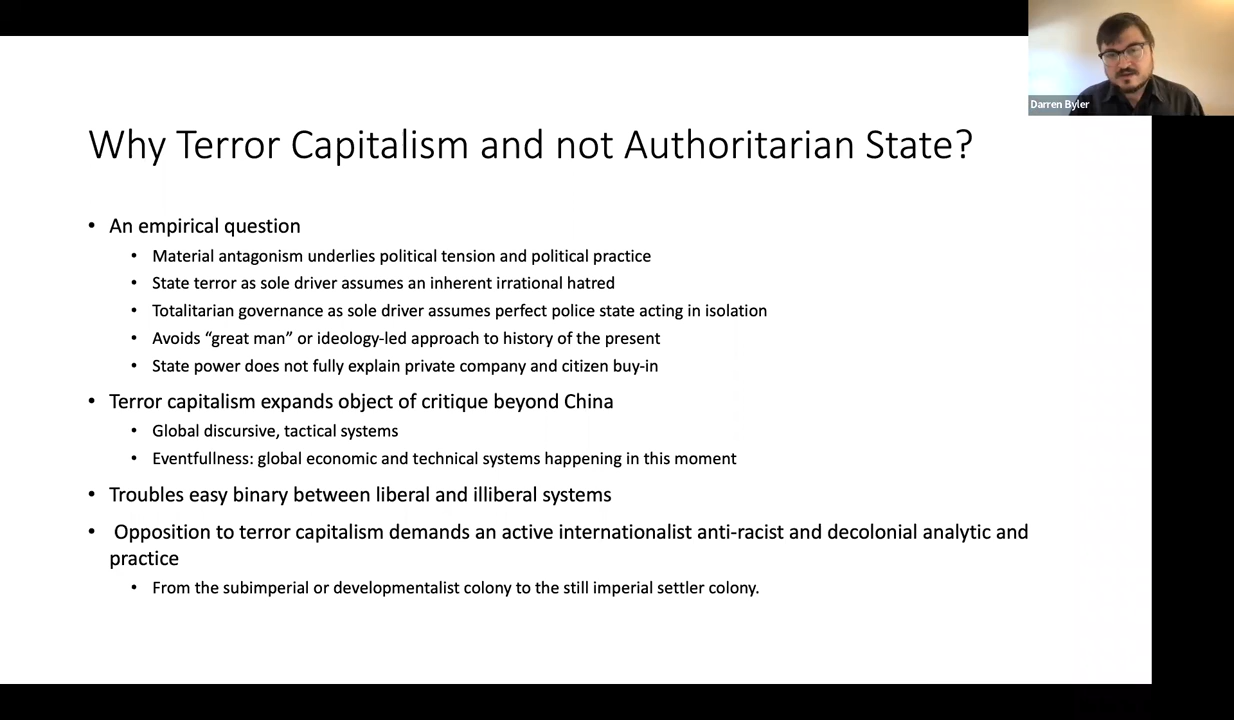 Darren Byler
Why Terror Capitalism and not Authoritarian State?
• An empirical question
• Material antagonism underlies political tension and political practice
• State terror as sole driver assumes an inherent irrational hatred
• Totalitarian governance as sole driver assumes perfect police state acting in isolation
• Avoids “great man” or ideology-led approach to history of the present
• State power does not fully explain private company and citizen buy-in
• Terror capitalism expands object of critique beyond China
• Global discursive, tactical systems
• Eventfullness: global economic and technical systems happening in this moment
• Troubles easy binary between liberal and illiberal systems
• Opposition to terror capitalism demands an active internationalist anti-racist and decolonial analytic and
practice
• From the subimperial or developmentalist colony to the still imperial settler colony.